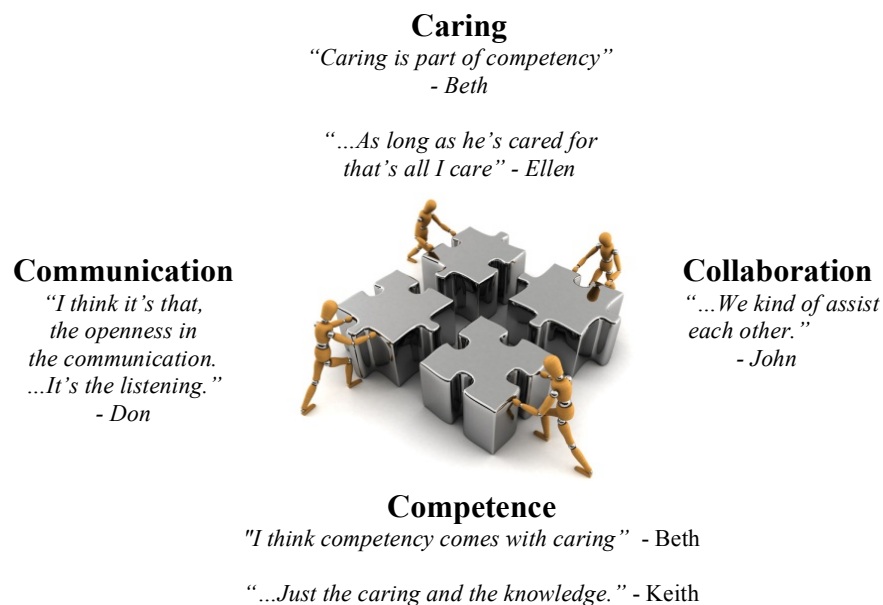 Caring
“Caring is part of competency”
- Beth
“…As long as he’s cared for
that’s all I care” - Ellen
Communication
“I think it’s that,
the openness in
the communication.
...It’s the listening.”
- Don
Collaboration
“…We kind of assist
each other.”
- John
Competence
"I think competency comes with caring” - Beth
“…Just the caring and the knowledge.” - Keith